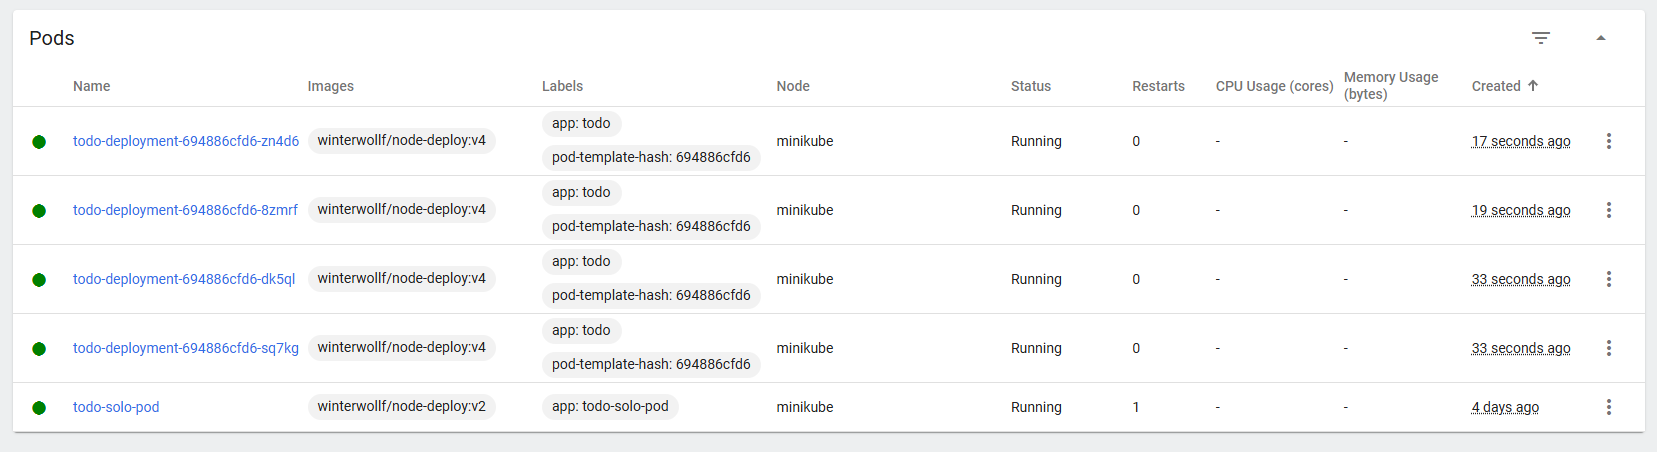 Pods
Name Images Labels Node Status Restarts CPU Usage (cores) Memory Usage (bytes) Created
todo-deployment-694886cfd6-zn4d6 winterwollf/node-deploy:v4 app: todo pod-template-hash: 694886cfd6 minikube Running 0 - - 17 seconds ago
todo-deployment-694886cfd6-8zmrf winterwollf/node-deploy:v4 app: todo pod-template-hash: 694886cfd6 minikube Running 0 - - 19 seconds ago
todo-deployment-694886cfd6-dk5ql winterwollf/node-deploy:v4 app: todo pod-template-hash: 694886cfd6 minikube Running 0 - - 33 seconds ago
todo-deployment-694886cfd6-sq7kg winterwollf/node-deploy:v4 app: todo pod-template-hash: 694886cfd6 minikube Running 0 - - 33 seconds ago
todo-solo-pod winterwollf/node-deploy:v2 app: todo-solo-pod minikube Running 1 - - 4 days ago